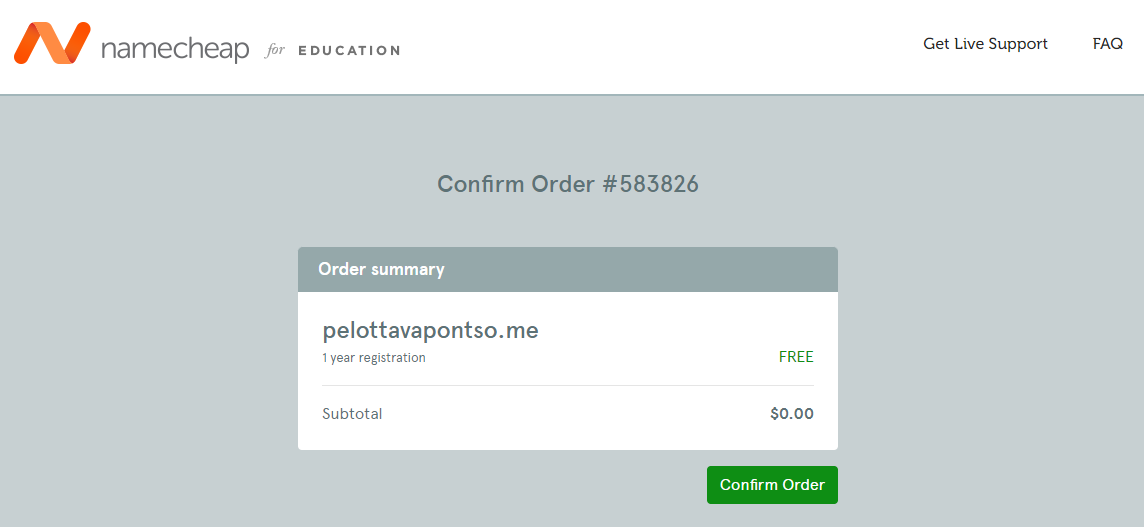 namecheap for EDUCATION
Get Live Support FAQ
Confirm Order #583826
Order summary
pelottavapontso.me
1 year registration FREE
Subtotal $0.00
Confirm Order